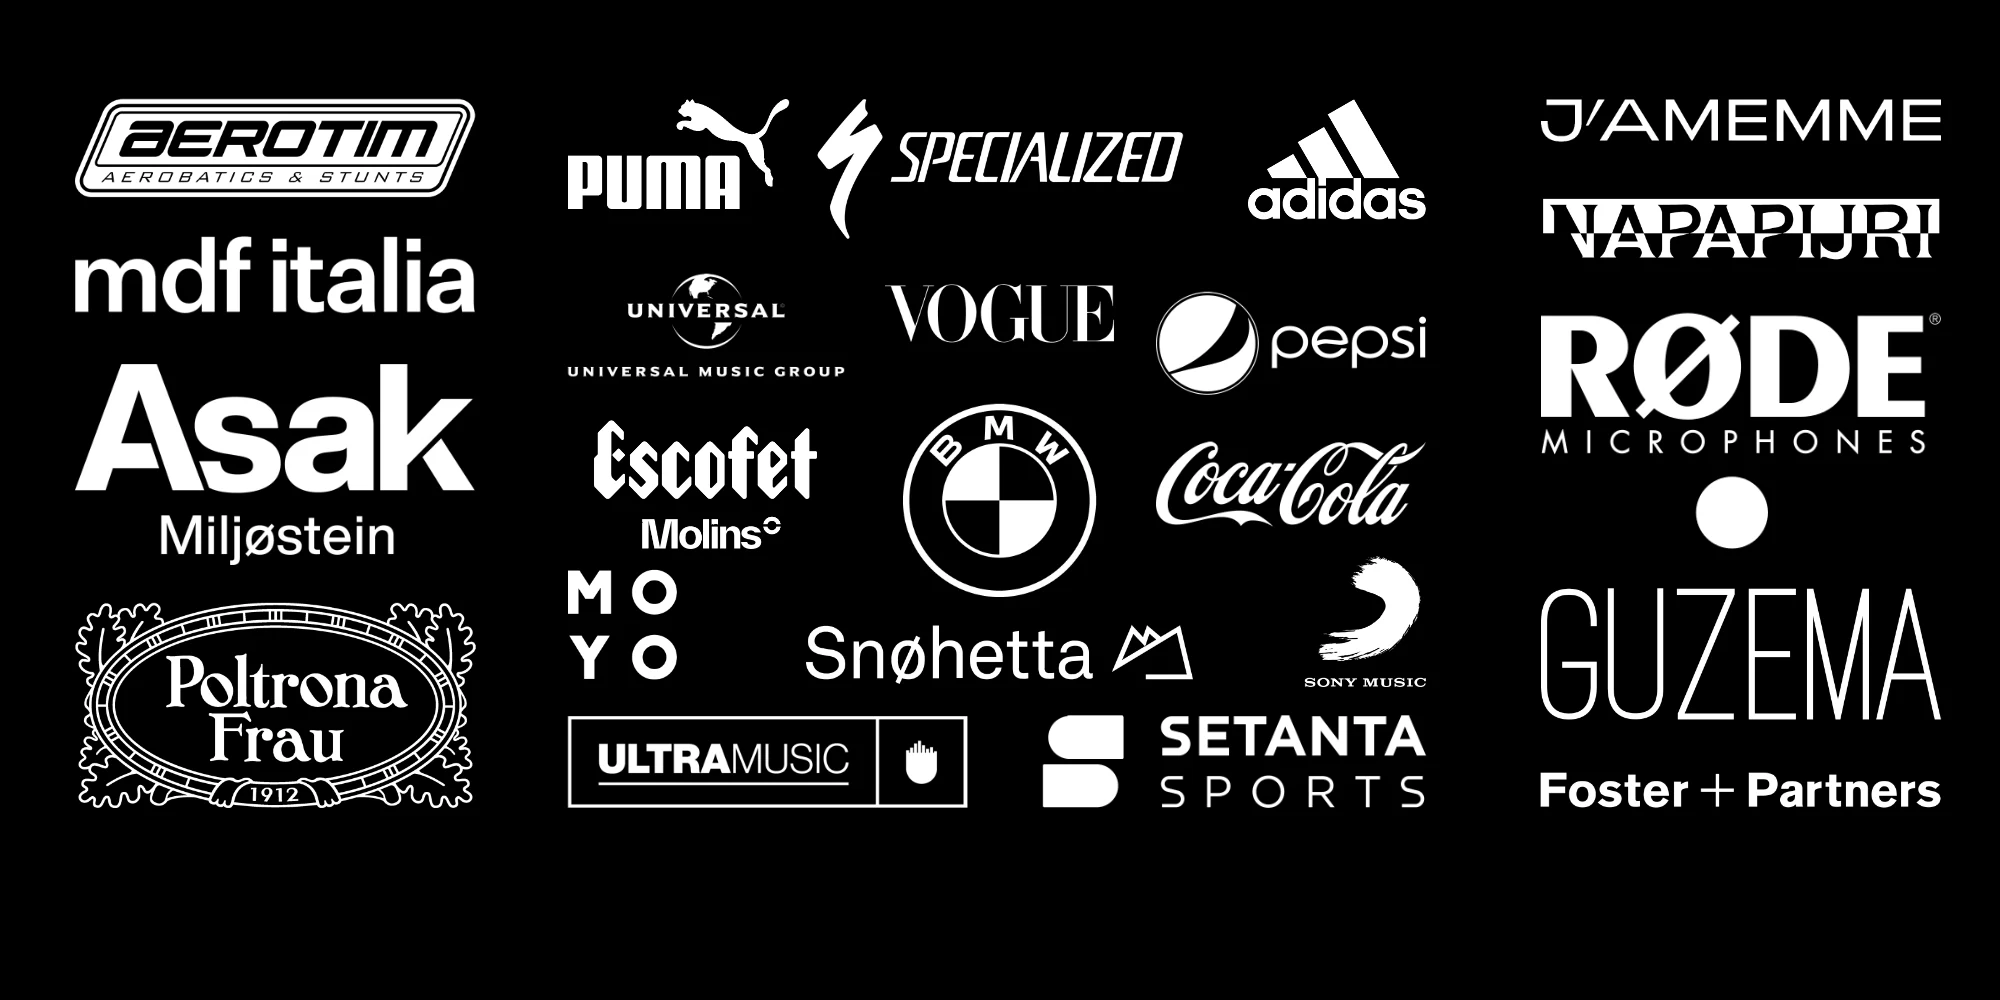 AEROTIM
AEROBATICS & STUNTS
mdf italia
Asak
Miljøstein
Poltrona
Frau
1912
PUMA
SPECIALIZED
adidas
UNIVERSAL
UNIVERSAL MUSIC GROUP
VOGUE
pepsi
Escofet
Molins
BMW
Coca-Cola
MO
YO
Snøhetta
SONY MUSIC
ULTRAMUSIC
SETANTA
SPORTS
J'AMEMME
NAPAPIJRI
RØDE®
MICROPHONES
GUZEMA
Foster + Partners